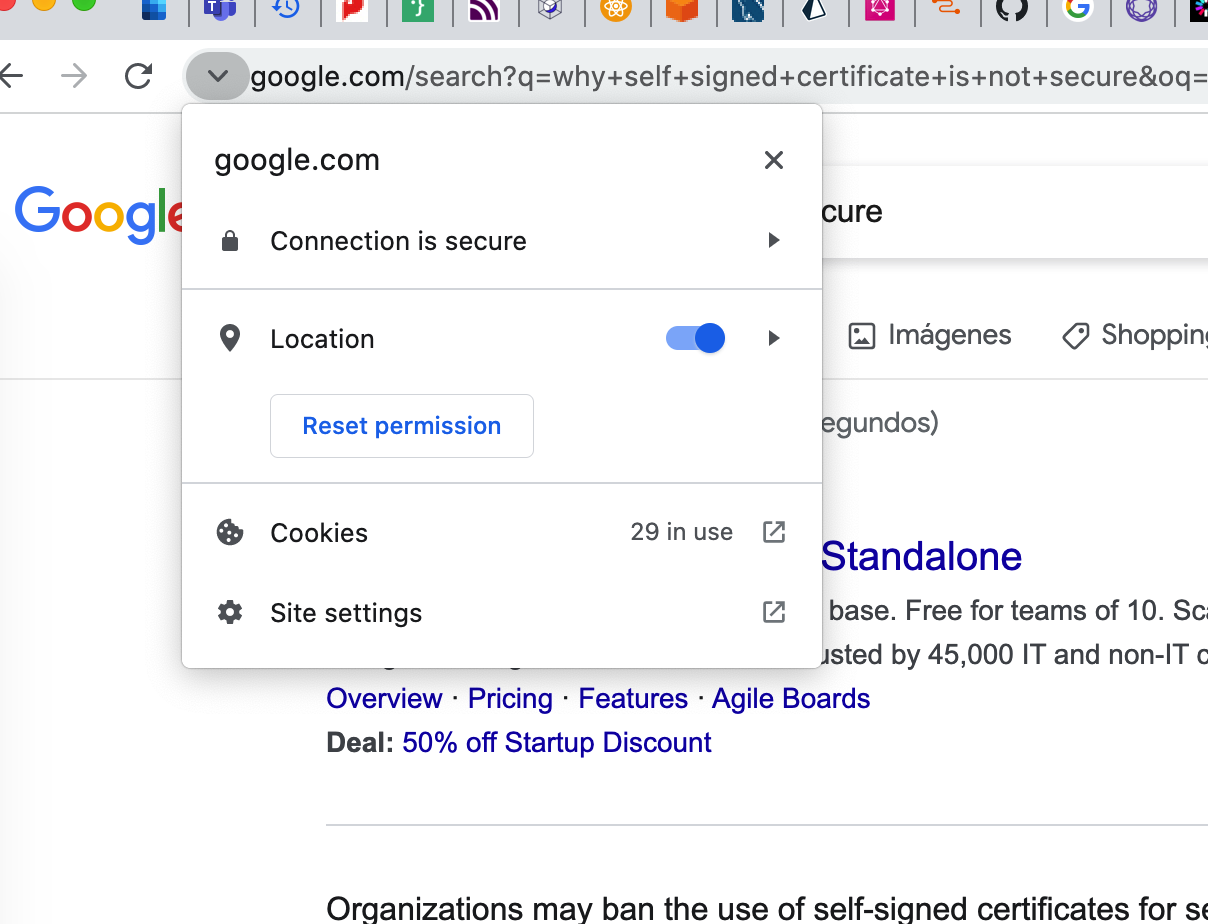 google.com/search?q=why+self+signed+certificate+is+not+secure&oq=
google.com
Connection is secure
Google
cure
Location
Imágenes
Shopping
Reset permission
egundos)
Cookies
29 in use
Standalone
Site settings
base. Free for teams of 10. Sca
usted by 45,000 IT and non-IT c
Overview · Pricing · Features · Agile Boards
Deal: 50% off Startup Discount
Organizations may ban the use of self-signed certificates for se